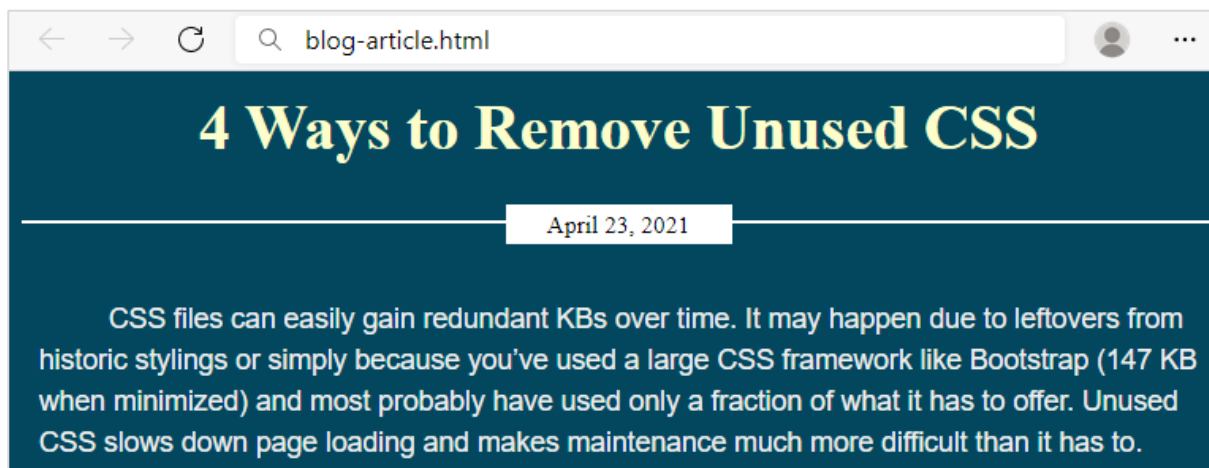 blog-article.html
4 Ways to Remove Unused CSS
April 23, 2021
CSS files can easily gain redundant KBs over time. It may happen due to leftovers from
historic stylings or simply because you’ve used a large CSS framework like Bootstrap (147 KB
when minimized) and most probably have used only a fraction of what it has to offer. Unused
CSS slows down page loading and makes maintenance much more difficult than it has to.